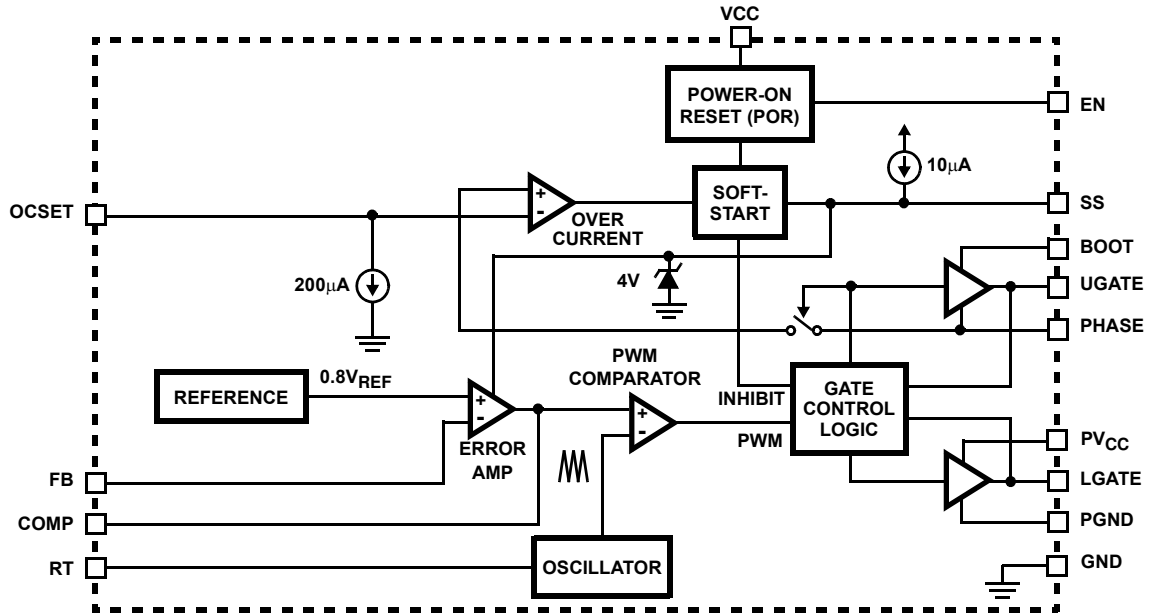 VCC
POWER-ON
RESET (POR)
EN
10µA
OCSET
+
-
OVER
CURRENT
SOFT-
START
SS
BOOT
200µA
4V
UGATE
PHASE
REFERENCE
0.8VREF
+
-
ERROR
AMP
PWM
COMPARATOR
+
-
INHIBIT
PWM
GATE
CONTROL
LOGIC
PVCC
FB
LGATE
COMP
PGND
RT
OSCILLATOR
GND